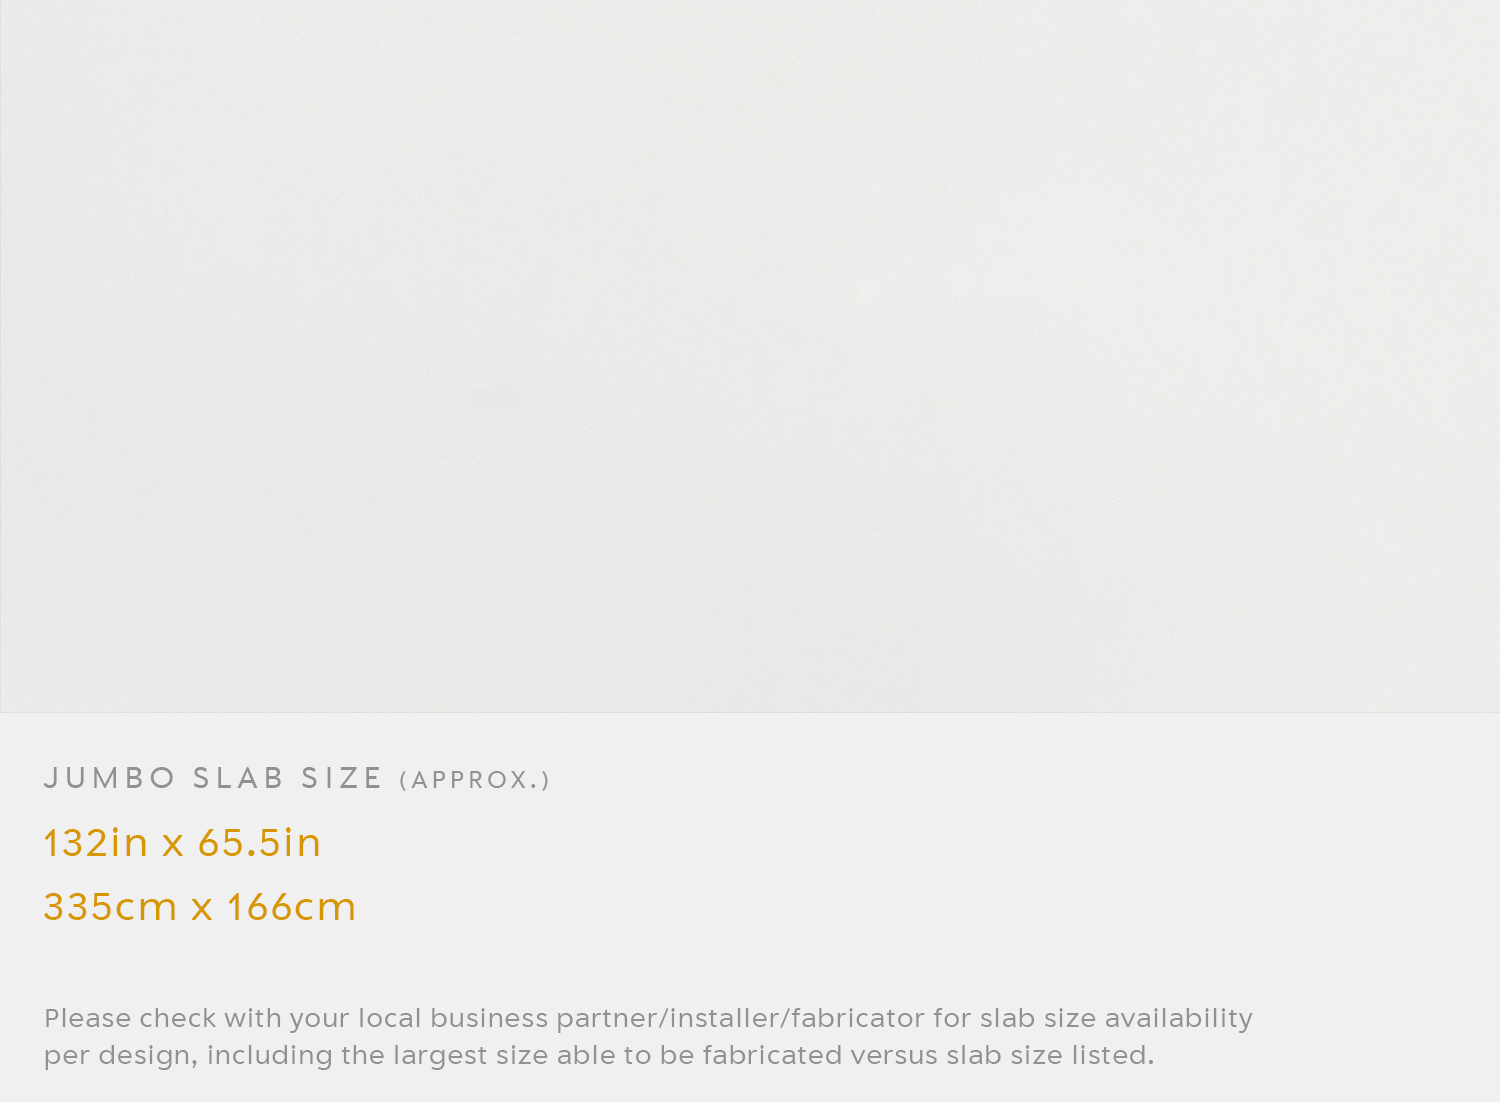 JUMBO SLAB SIZE (APPROX.)
132in x 65.5in
335cm x 166cm
Please check with your local business partner/installer/fabricator for slab size availability
per design, including the largest size able to be fabricated versus slab size listed.